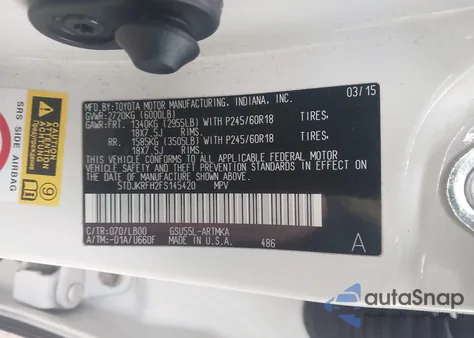 MFD. BY:TOYOTA MOTOR MANUFACTURING, INDIANA, INC. 03/15
GVWR: 2720KG (6000LB)
GAWR:FRT. 1340KG (2955LB) WITH P245/60R18 TIRES,
18X7.5J RIMS.
RR. 1585KG (3505LB) WITH P245/60R18 TIRES,
18X7.5J RIMS.
THIS VEHICLE CONFORMS TO ALL APPLICABLE FEDERAL MOTOR
VEHICLE SAFETY AND THEFT PREVENTION STANDARDS IN EFFECT
ON THE DATE OF MANUFACTURE SHOWN ABOVE.
5TDJKRFH2FS145420 MPV
C/TR:070/LB00 GSU55L-ARTMKA
A/TM:-01A/U660F MADE IN U.S.A. 486 A
SRS SIDE AIRBAG
autoSnap